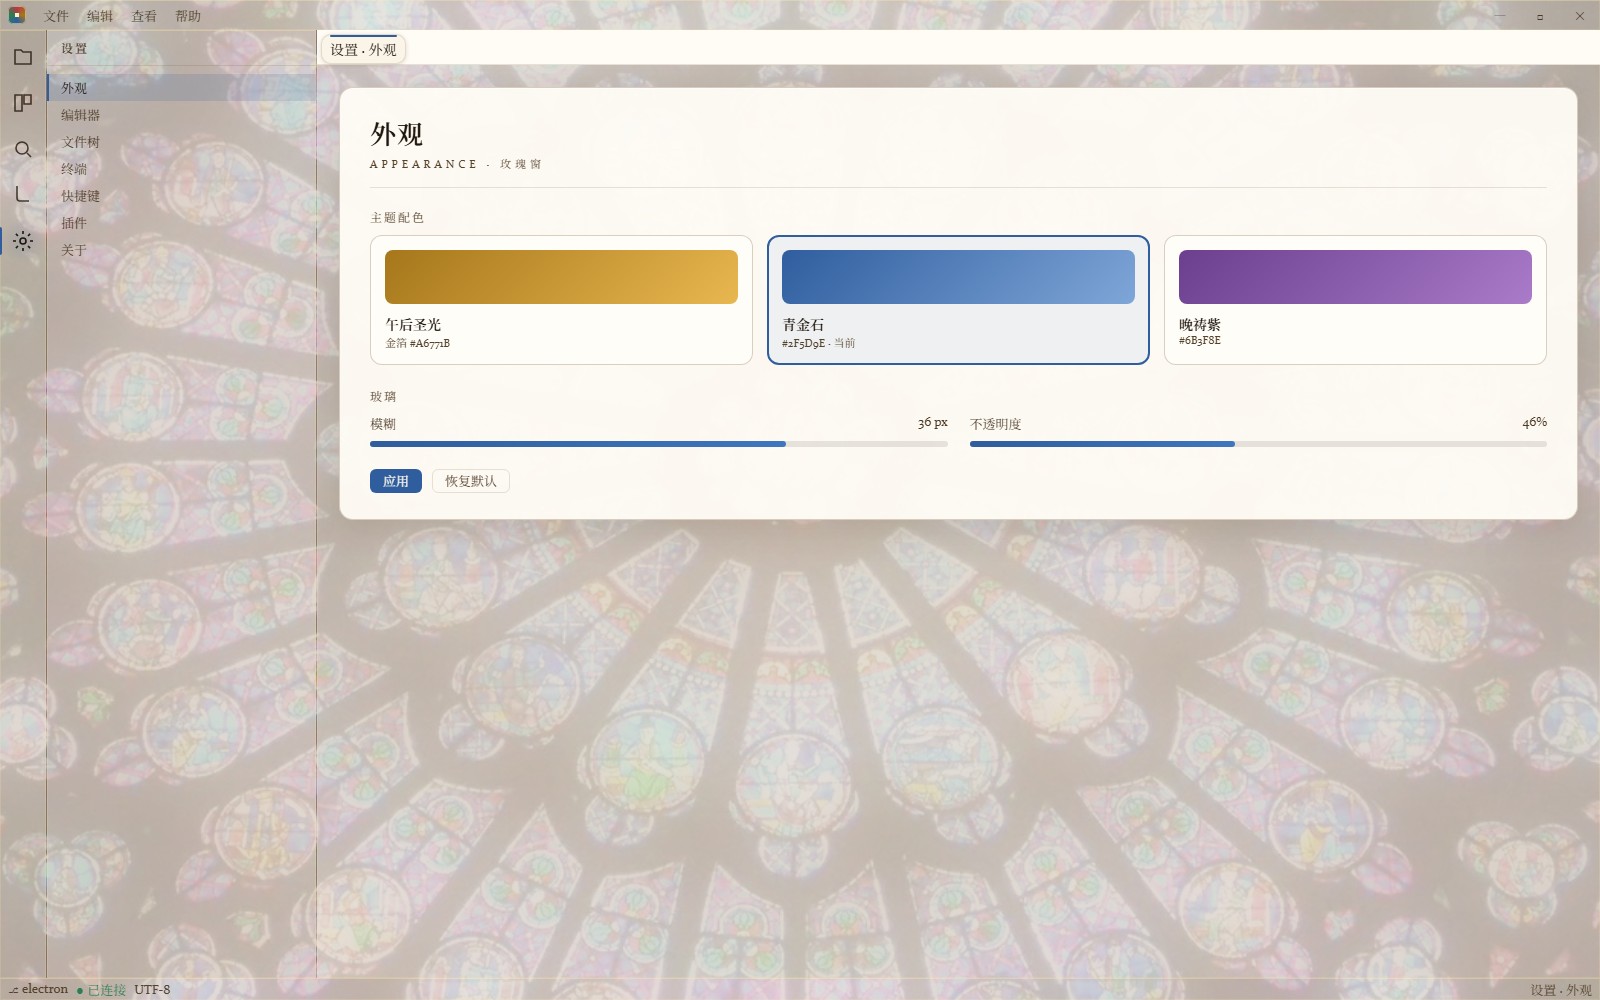 文件 编辑 查看 帮助
设置
设置 · 外观
外观
编辑器
文件树
终端
快捷键
插件
关于
外观
APPEARANCE · 玫瑰窗
主题配色
午后圣光
金箔 #A6771B
青金石
#2F5D9E · 当前
晚祷紫
#6B3F8E
玻璃
模糊 36 px
不透明度 46%
应用 恢复默认
electron 已连接 UTF-8
设置 · 外观